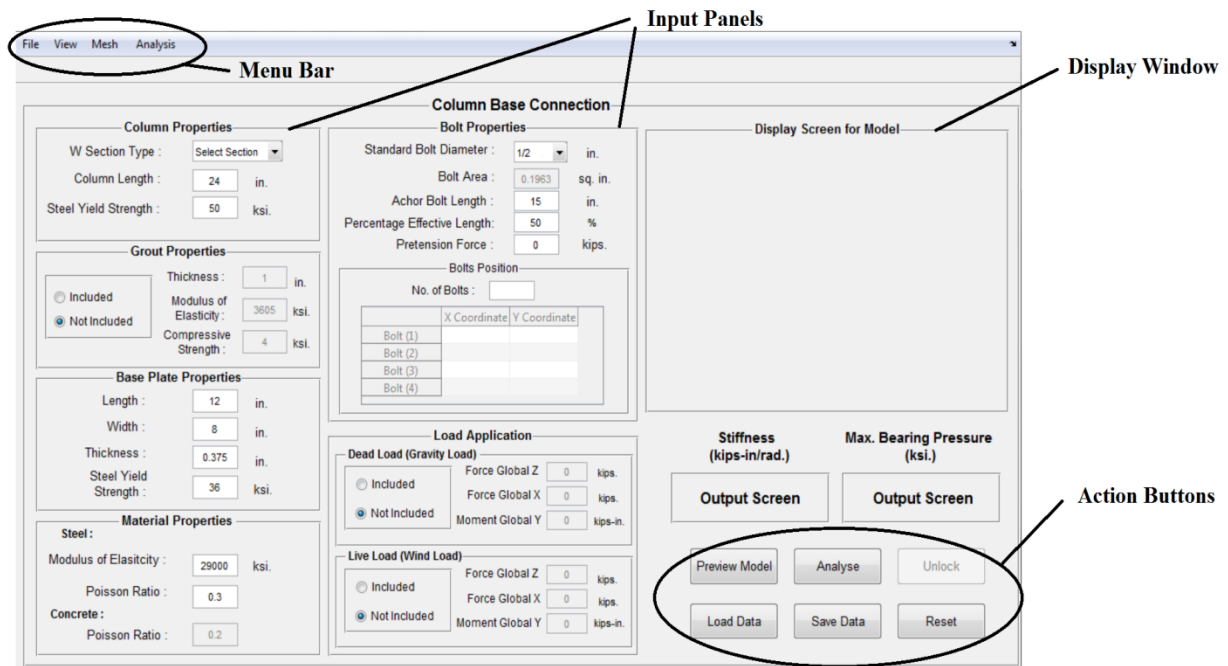 Input Panels
File View Mesh Analysis
Menu Bar
Display Window
Column Base Connection
Column Properties
W Section Type : Select Section
Column Length : 24 in.
Steel Yield Strength : 50 ksi.
Grout Properties
Included
Not Included
Thickness : 1 in.
Modulus of
Elasticity : 3605 ksi.
Compressive
Strength : 4 ksi.
Base Plate Properties
Length : 12 in.
Width : 8 in.
Thickness : 0.375 in.
Steel Yield
Strength : 36 ksi.
Material Properties
Steel :
Modulus of Elasitcity : 29000 ksi.
Poisson Ratio : 0.3
Concrete :
Poisson Ratio : 0.2
Bolt Properties
Standard Bolt Diameter : 1/2 in.
Bolt Area : 0.1963 sq. in.
Achor Bolt Length : 15 in.
Percentage Effective Length: 50 %
Pretension Force : 0 kips.
Bolts Position
No. of Bolts :
X Coordinate Y Coordinate
Bolt (1)
Bolt (2)
Bolt (3)
Bolt (4)
Load Application
Dead Load (Gravity Load)
Included
Not Included
Force Global Z 0 kips.
Force Global X 0 kips.
Moment Global Y 0 kips-in.
Live Load (Wind Load)
Included
Not Included
Force Global Z 0 kips.
Force Global X 0 kips.
Moment Global Y 0 kips-in.
Display Screen for Model
Stiffness
(kips-in/rad.)
Output Screen
Max. Bearing Pressure
(ksi.)
Output Screen
Action Buttons
Preview Model Analyse Unlock
Load Data Save Data Reset